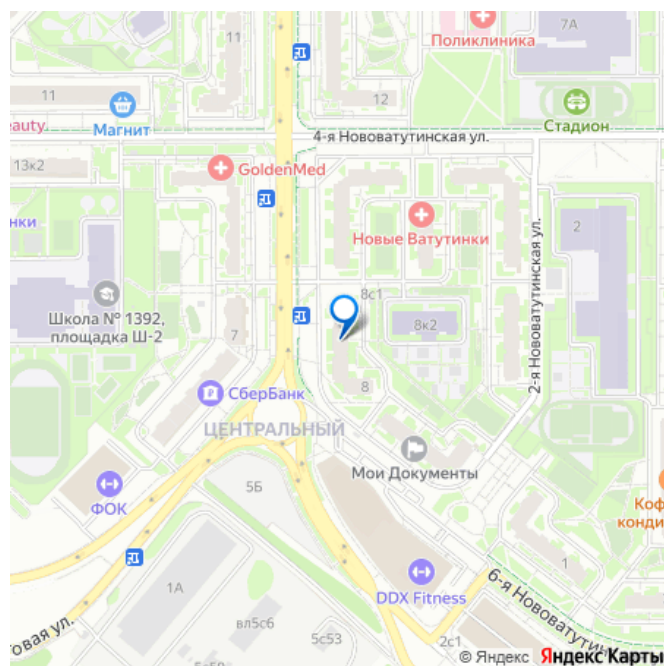 7А
Поликлиника
11
12
11
Магнит
Стадион
beauty
4-я Нововатутинская ул.
13к2
GoldenMed
2
нки
Новые Ватутинки
2-я Нововатутинская ул.
8с1
Школа № 1392,
площадка Ш-2
7
8к2
8
СберБанк
ЦЕНТРАЛЬНЫЙ
Мои Документы
5Б
ФОК
Коф
конди
1
DDX Fitness
6-я Нововатутинская
1А
вл5с6
товая ул.
5с53
2с1
© Яндекс Яндекс Карты